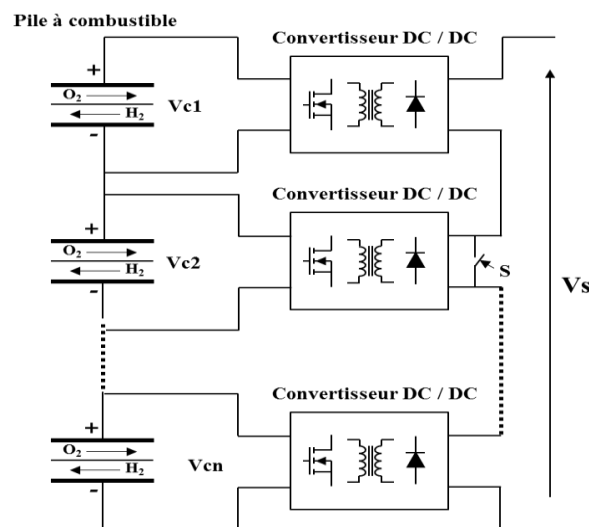 Pile à combustible
Convertisseur DC / DC
+
O₂
H₂
-
Vc1
Convertisseur DC / DC
+
O₂
H₂
-
Vc2
S
Vs
Convertisseur DC / DC
+
O₂
H₂
-
Vcn